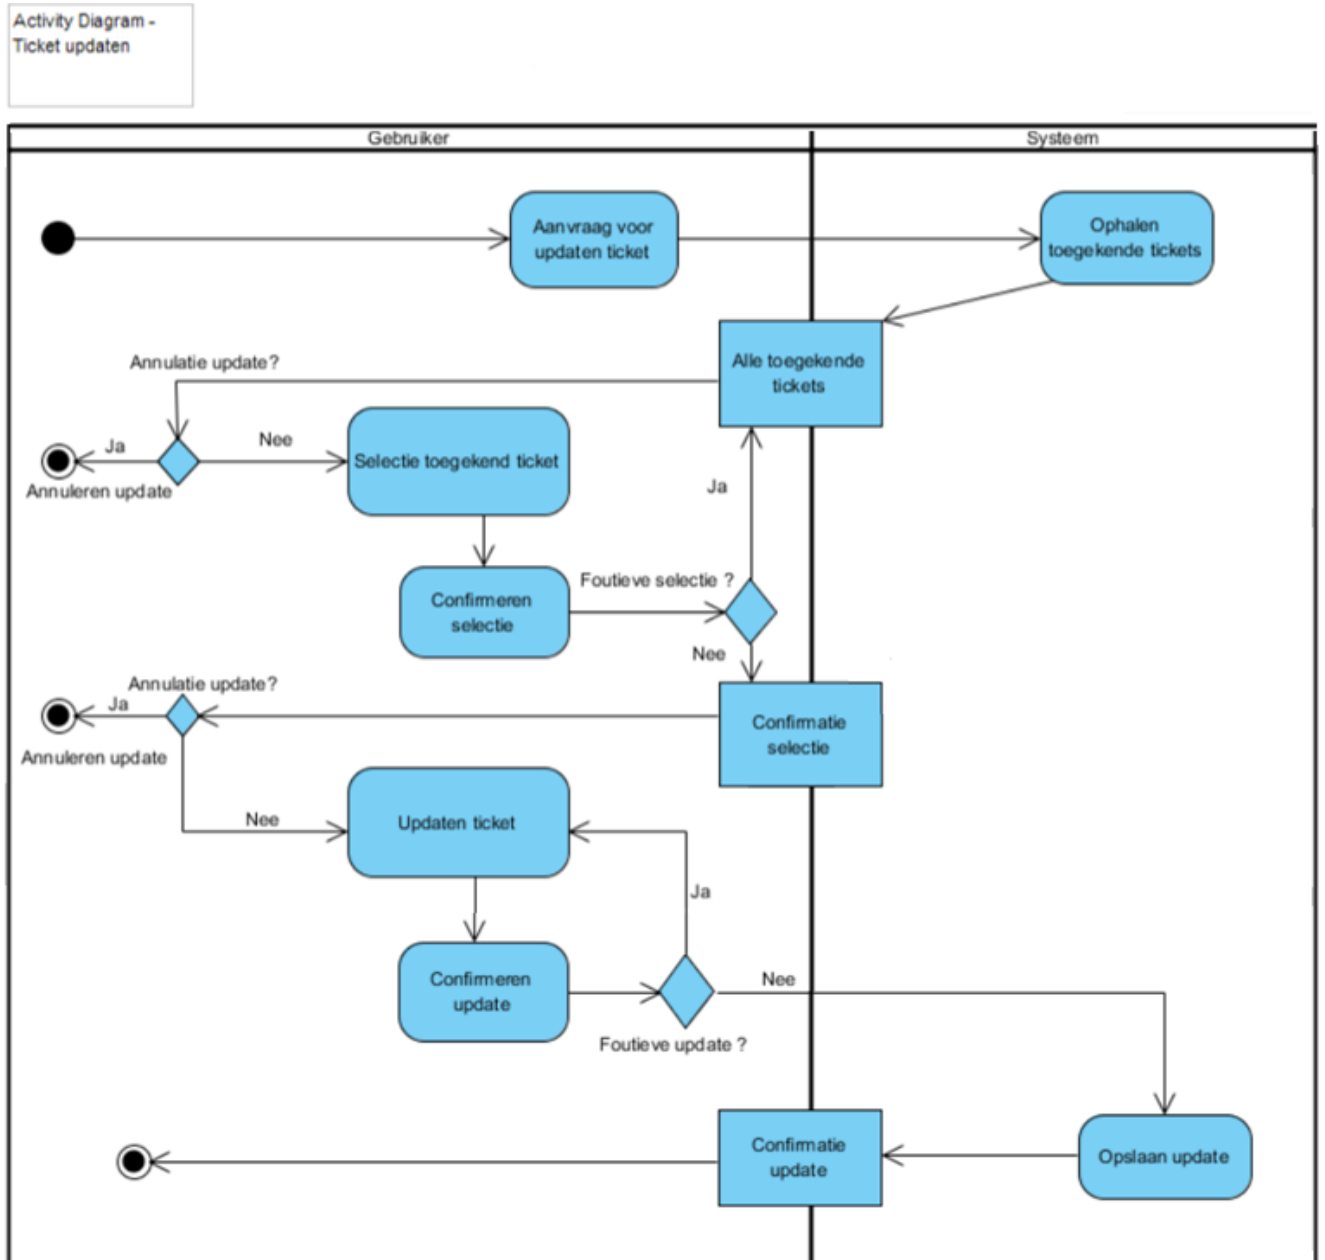 Activity Diagram -
Ticket updaten
Gebruiker
Systeem
Aanvraag voor
updaten ticket
Ophalen
toegekende tickets
Alle toegekende
tickets
Annulatie update?
Ja
Nee
Annuleren update
Selectie toegekend ticket
Ja
Confirmeren
selectie
Foutieve selectie ?
Nee
Annulatie update?
Ja
Annuleren update
Confirmatie
selectie
Nee
Updaten ticket
Ja
Confirmeren
update
Nee
Foutieve update ?
Confirmatie
update
Opslaan update